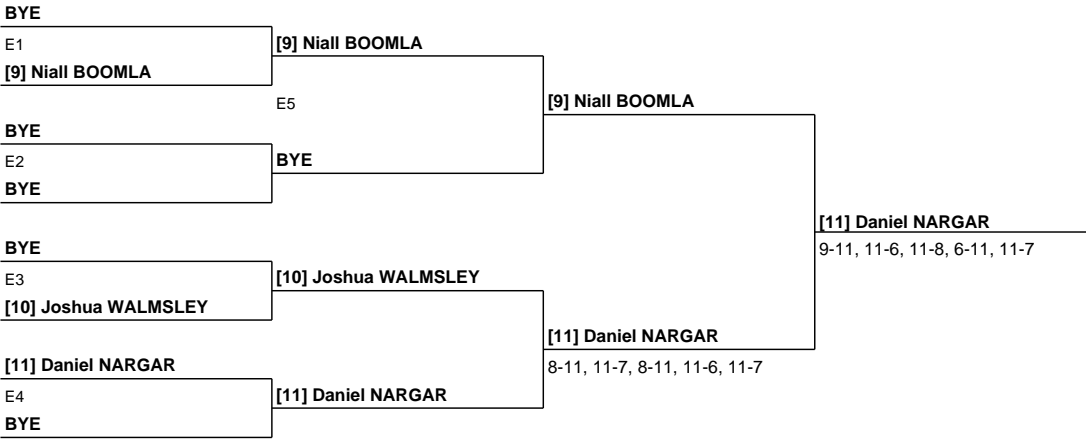 BYE
E1
[9] Niall BOOMLA
[9] Niall BOOMLA
E5
BYE
E2
BYE
BYE
[9] Niall BOOMLA
BYE
E3
[10] Joshua WALMSLEY
[10] Joshua WALMSLEY
[11] Daniel NARGAR
E4
BYE
[11] Daniel NARGAR
[11] Daniel NARGAR
8-11, 11-7, 8-11, 11-6, 11-7
[11] Daniel NARGAR
9-11, 11-6, 11-8, 6-11, 11-7